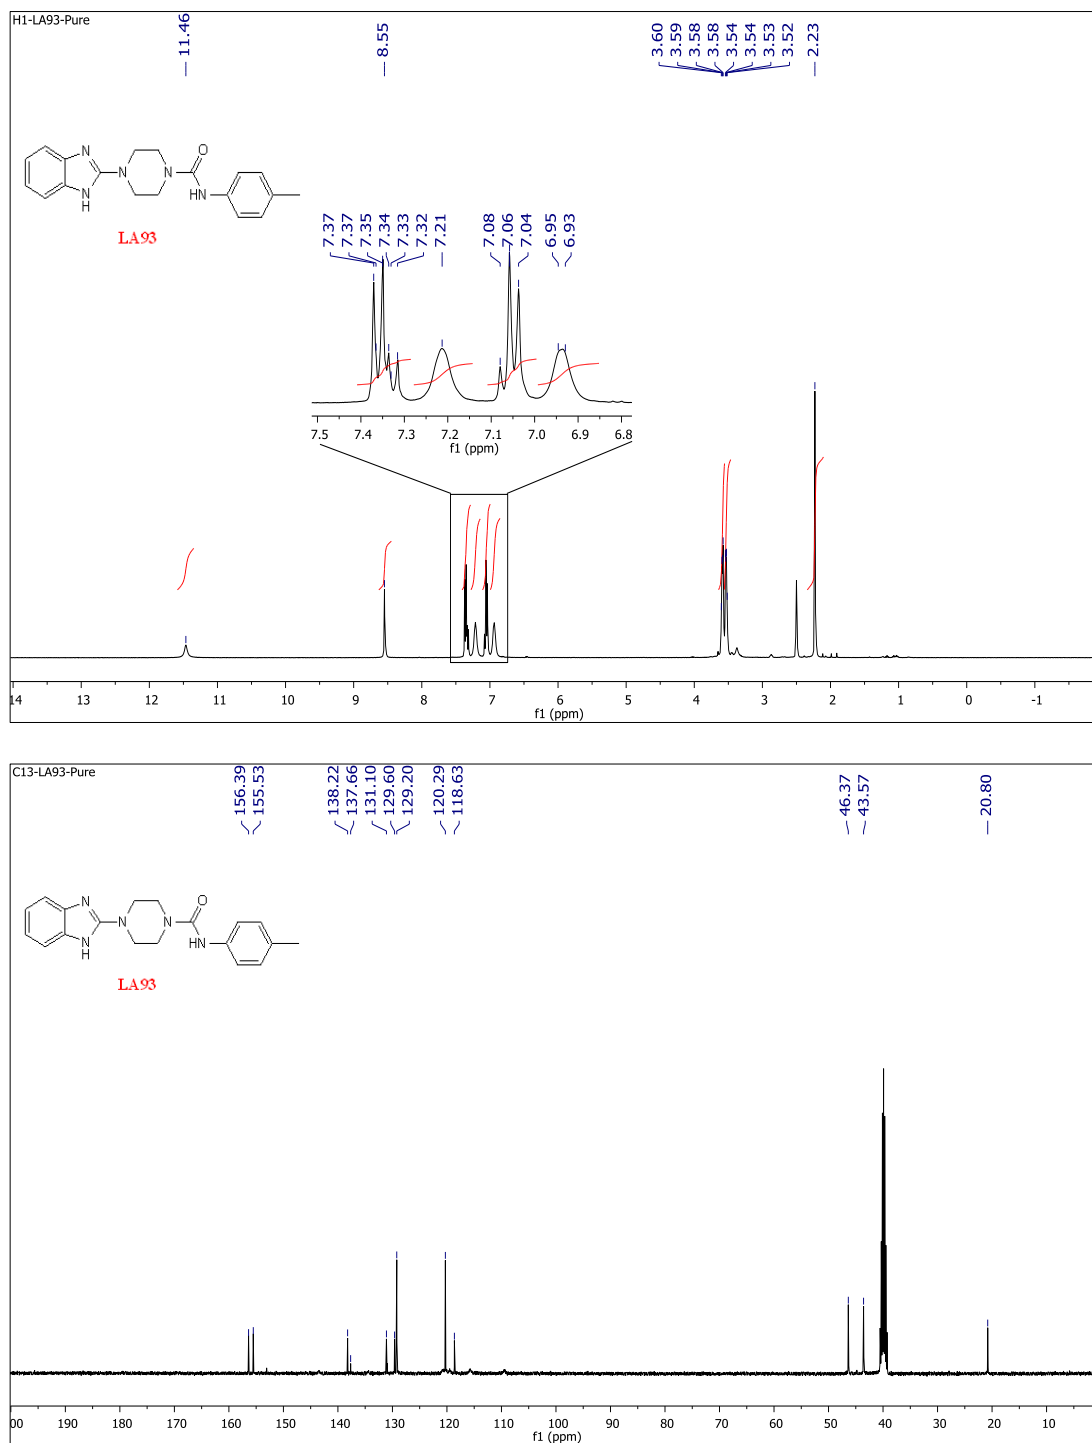 H1-LA93-Pure
11.46
8.55
3.60
3.59
3.58
3.58
3.54
3.54
3.53
3.52
2.23
N
N
H
N
N
O
NH
LA93
7.37
7.37
7.35
7.34
7.33
7.32
7.21
7.08
7.06
7.04
6.95
6.93
7.5 7.4 7.3 7.2 7.1 7.0 6.9 6.8
f1 (ppm)
14 13 12 11 10 9 8 7 6 5 4 3 2 1 0 -1
f1 (ppm)
C13-LA93-Pure
156.39
155.53
138.22
137.66
131.10
129.60
129.20
120.29
118.63
46.37
43.57
20.80
N
N
H
N
N
O
NH
LA93
00 190 180 170 160 150 140 130 120 110 100 90 80 70 60 50 40 30 20 10
f1 (ppm)